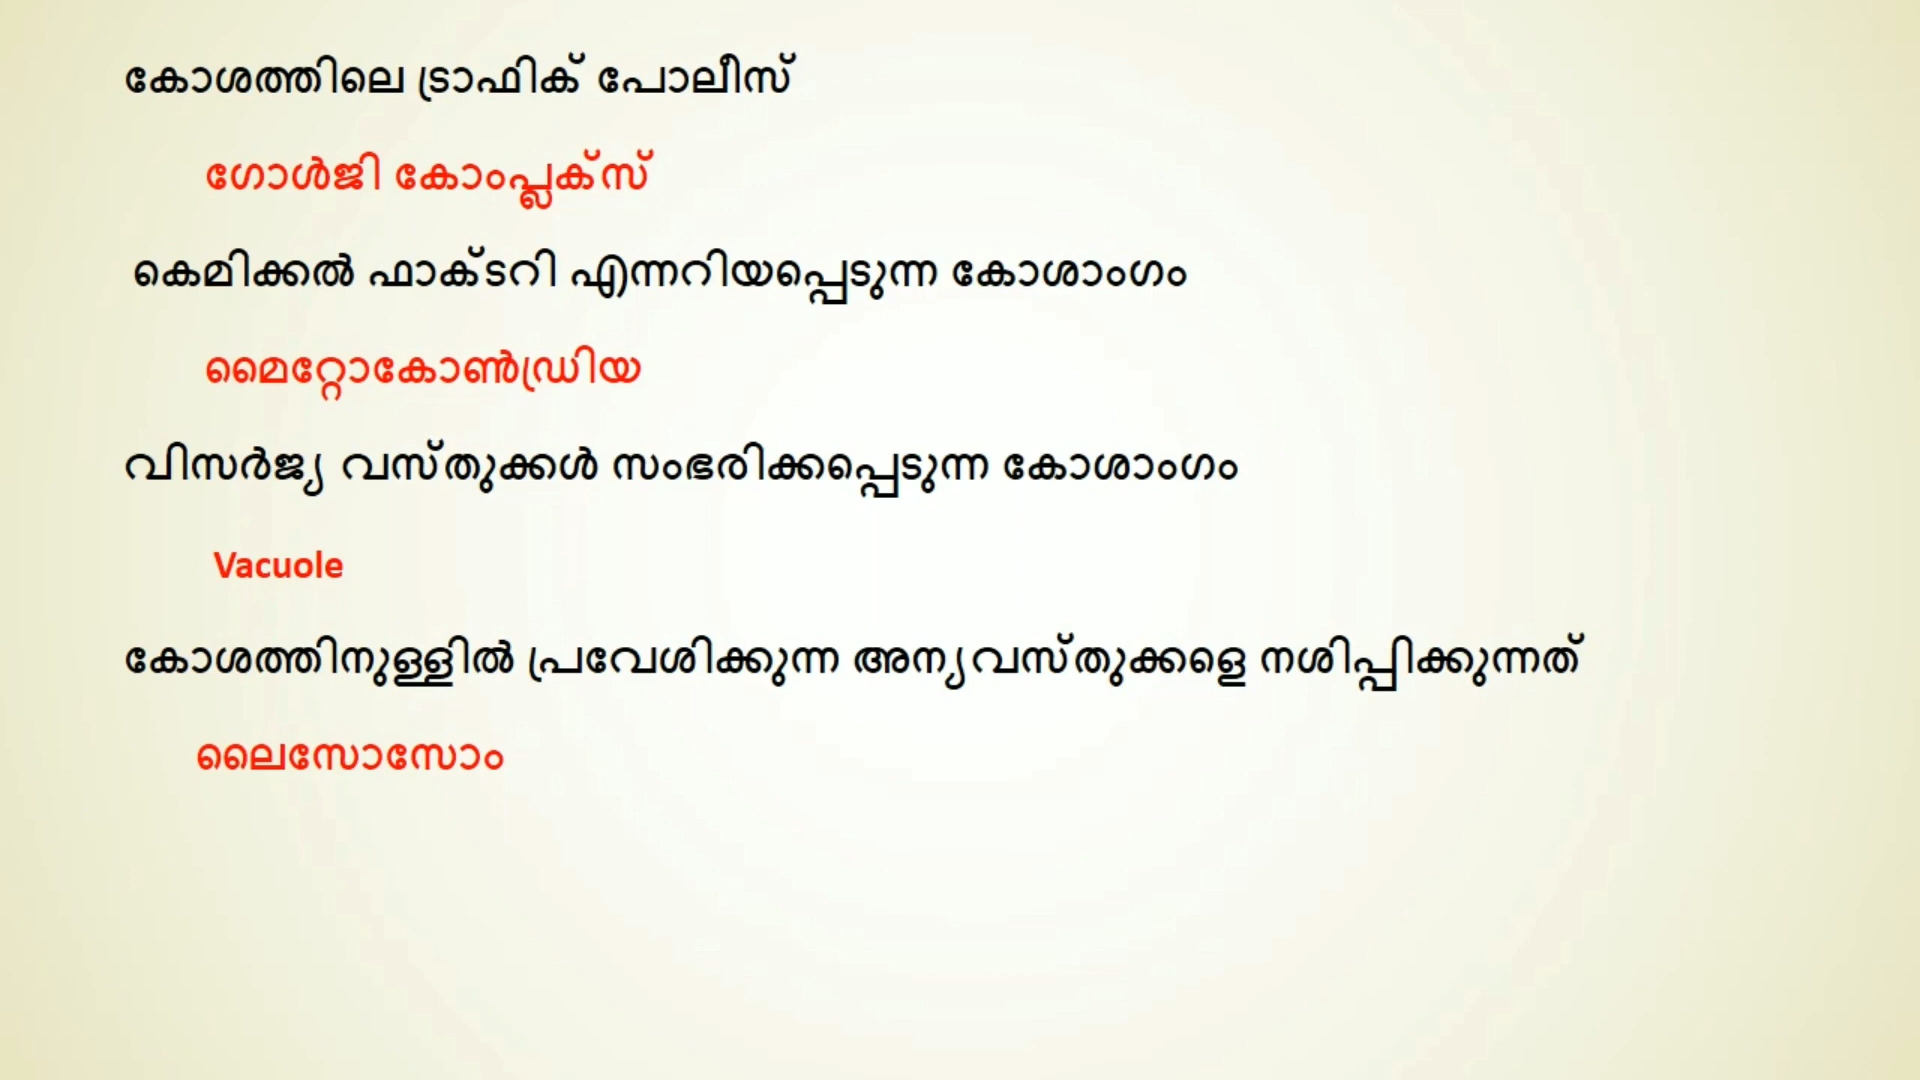 കോശത്തിലെ ട്രാഫിക് പോലീസ്
ഗോൾജി കോംപ്ലക്സ്
കെമിക്കൽ ഫാക്ടറി എന്നറിയപ്പെടുന്ന കോശാംഗം
മൈറ്റോകോൺഡ്രിയ
വിസർജ്യ വസ്തുക്കൾ സംഭരിക്കപ്പെടുന്ന കോശാംഗം
Vacuole
കോശത്തിനുള്ളിൽ പ്രവേശിക്കുന്ന അന്യവസ്തുക്കളെ നശിപ്പിക്കുന്നത്
ലൈസോസോം